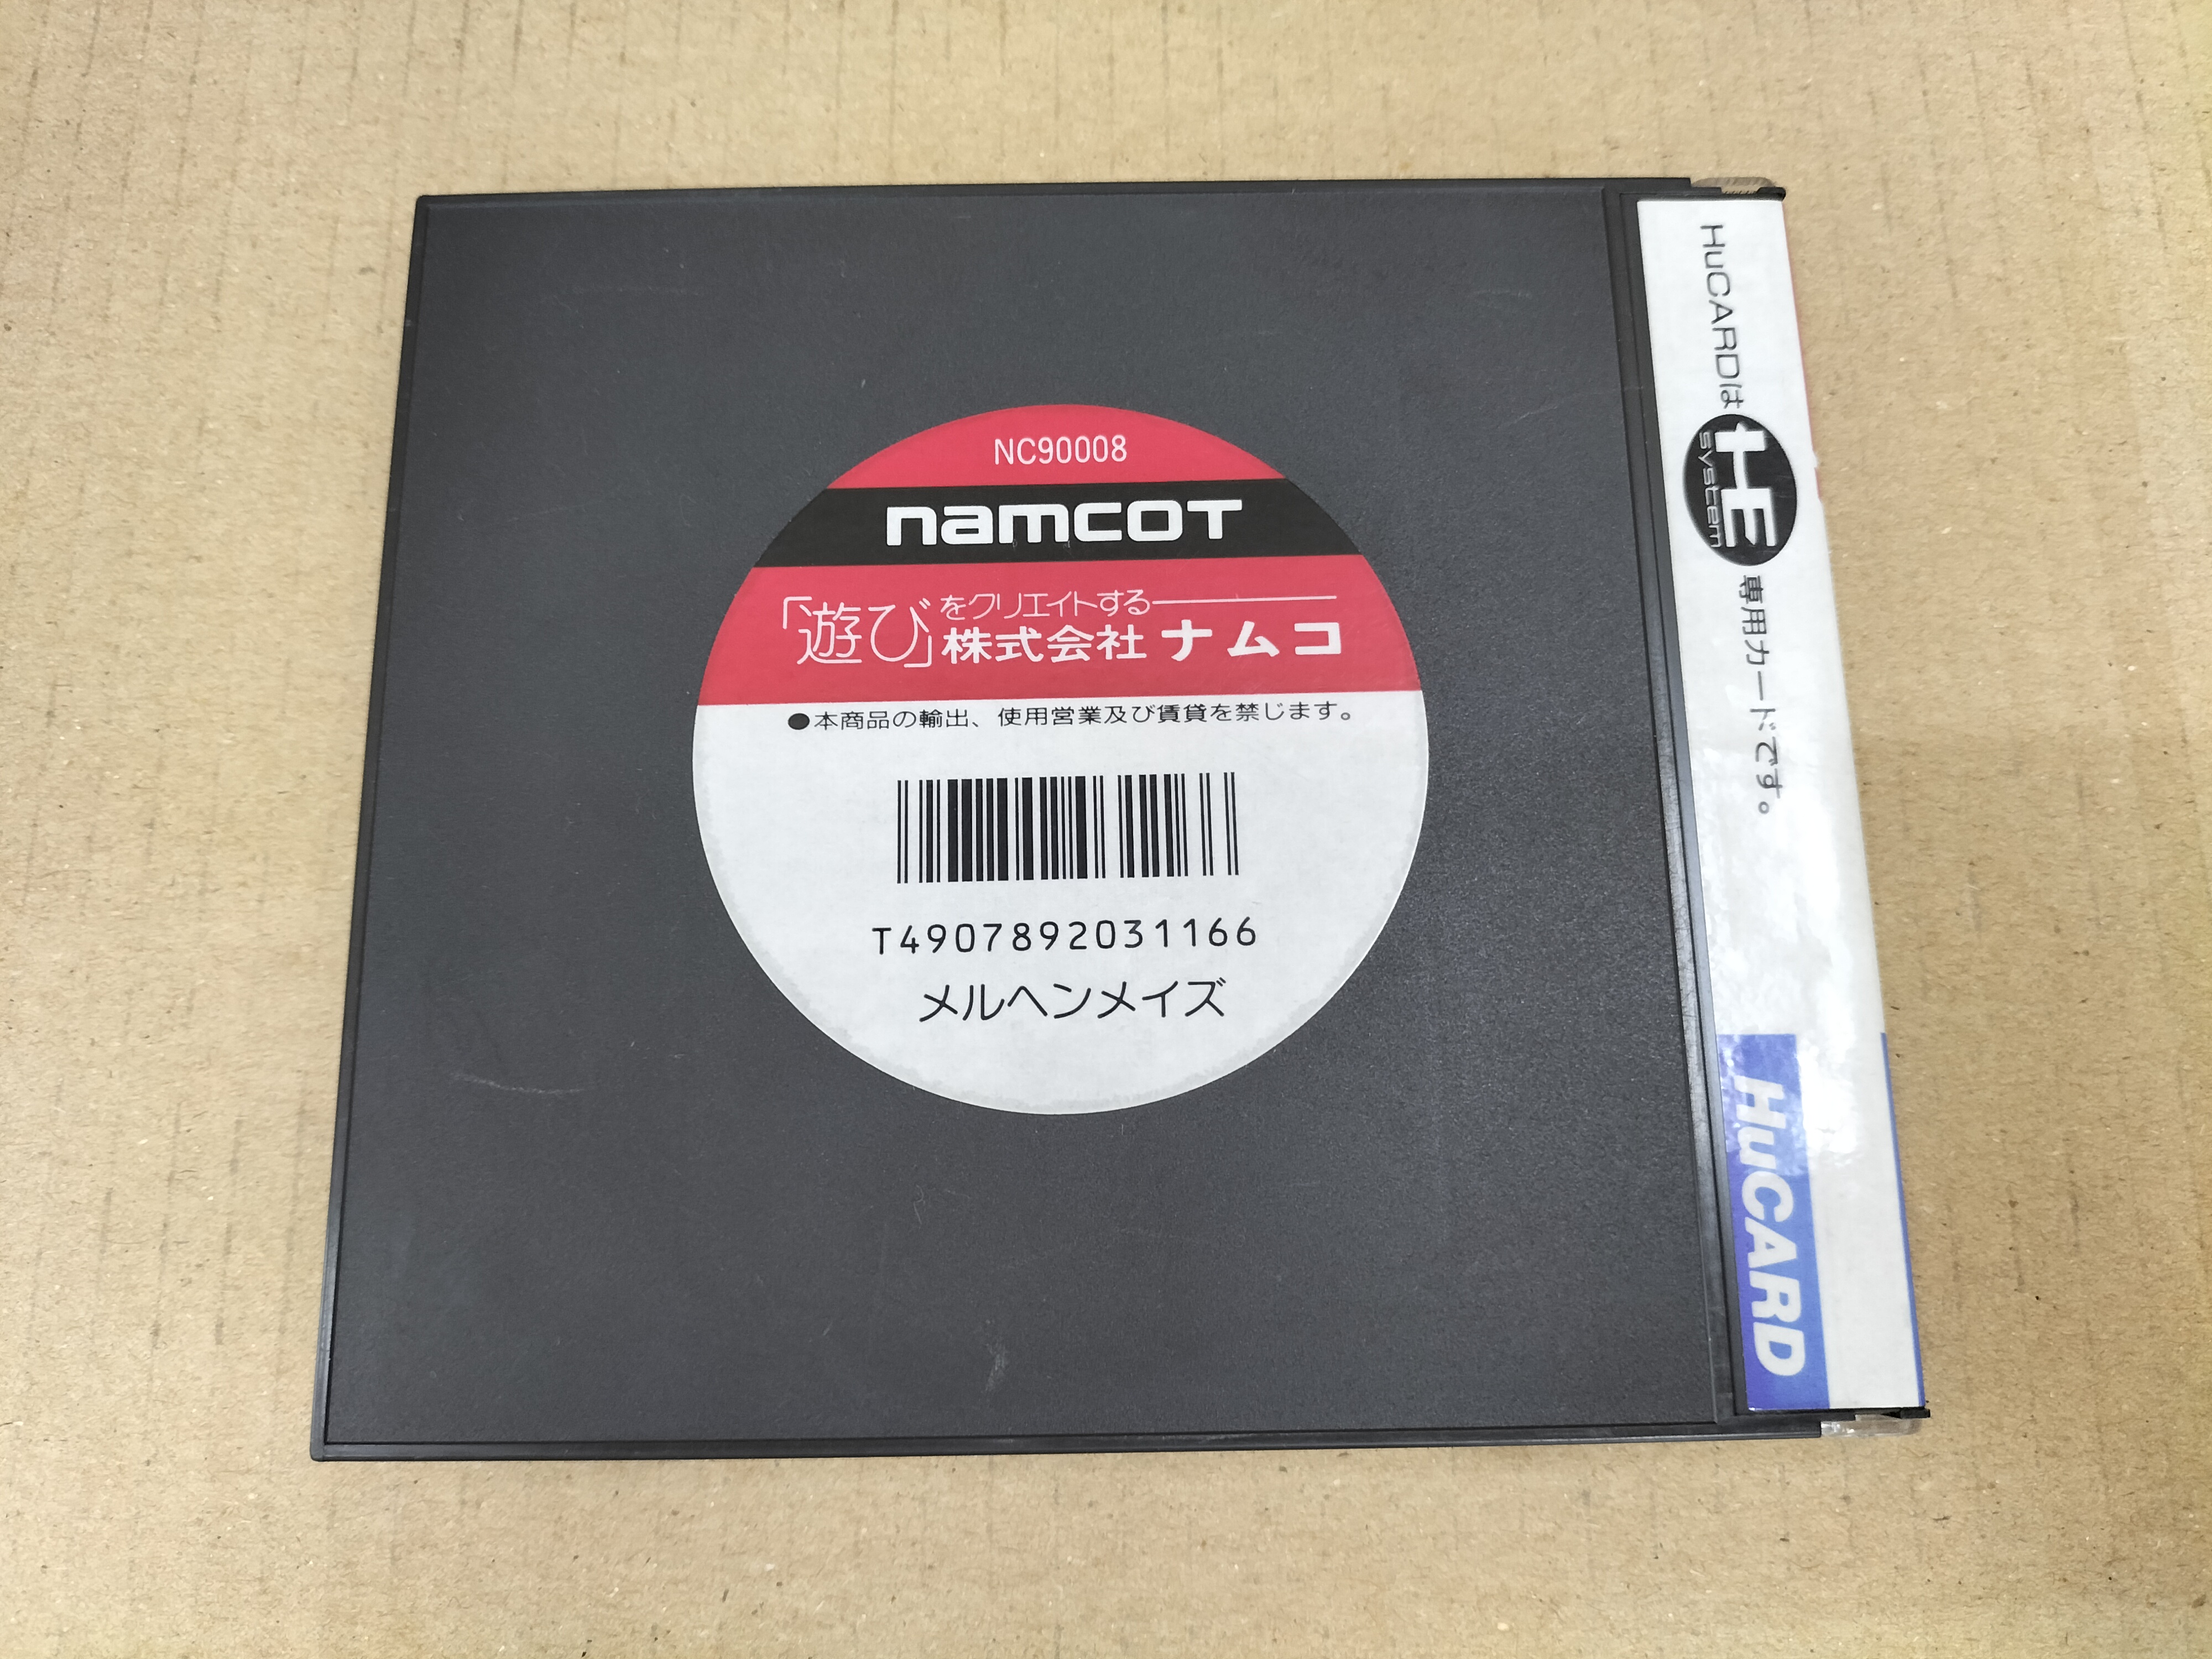 NC90008
namcoT
「遊び」をクリエイトする
株式会社ナムコ
●本商品の輸出、使用営業及び賃貸を禁じます。
T4907892031166
メルヘンメイズ
HuCARDは HE system 専用カードです。
HuCARD